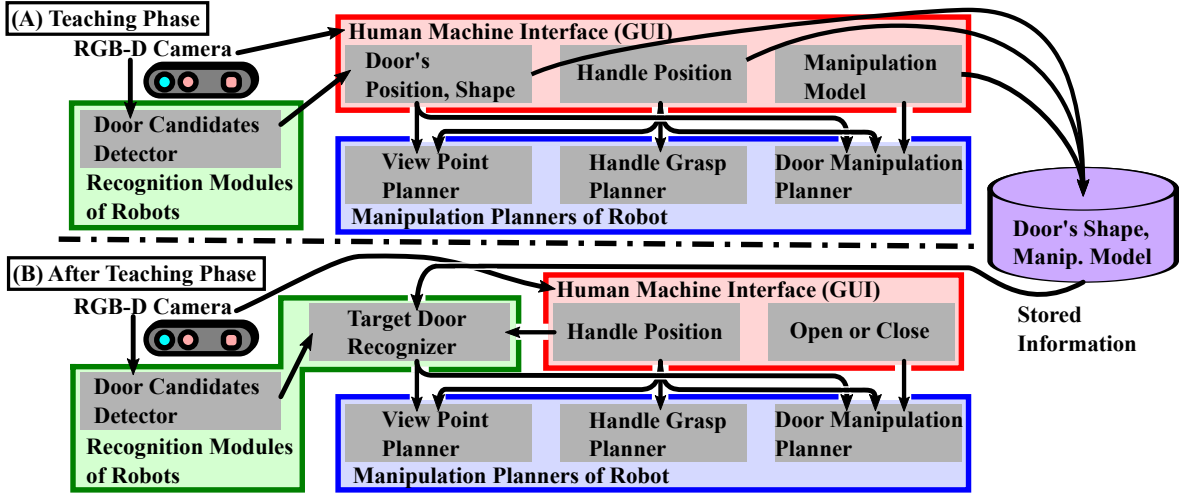 (A) Teaching Phase
RGB-D Camera
Human Machine Interface (GUI)
Door's
Position, Shape
Handle Position
Manipulation
Model
Door Candidates
Detector
Recognition Modules
of Robots
View Point
Planner
Handle Grasp
Planner
Door Manipulation
Planner
Manipulation Planners of Robot
Door's Shape,
Manip. Model
Stored
Information
(B) After Teaching Phase
RGB-D Camera
Human Machine Interface (GUI)
Target Door
Recognizer
Handle Position
Open or Close
Door Candidates
Detector
Recognition Modules
of Robots
View Point
Planner
Handle Grasp
Planner
Door Manipulation
Planner
Manipulation Planners of Robot